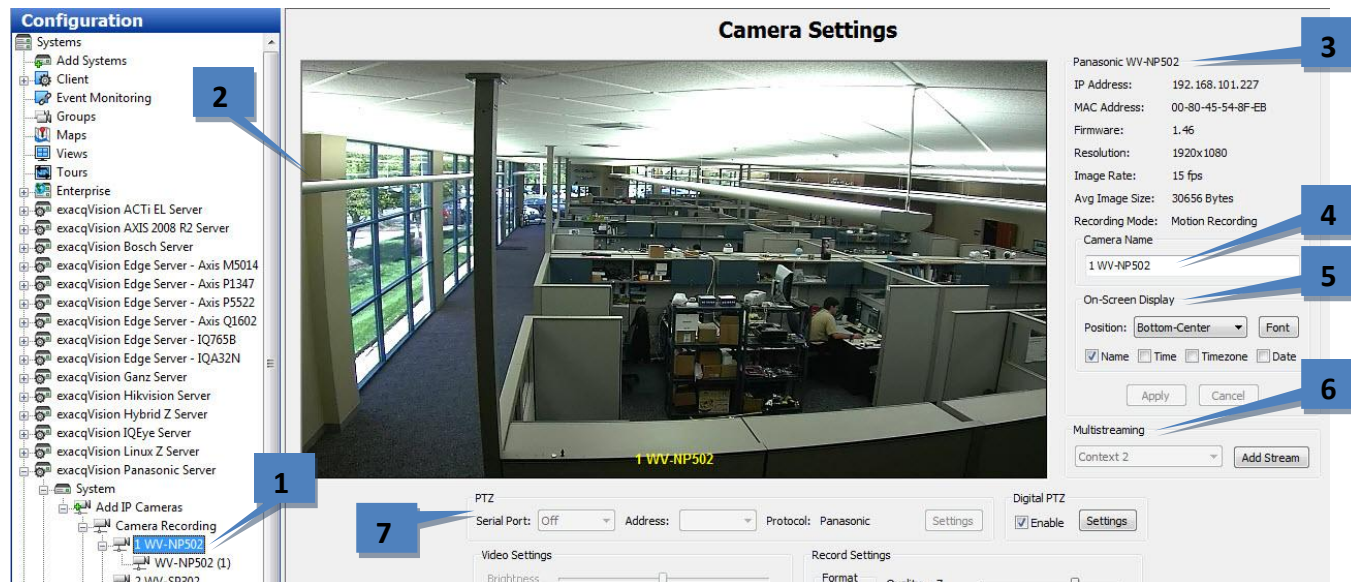 Configuration
Systems
Add Systems
Client
Event Monitoring
Groups
Maps
Views
Tours
Enterprise
exacqVision ACTi EL Server
exacqVision AXIS 2008 R2 Server
exacqVision Bosch Server
exacqVision Edge Server - Axis M5014
exacqVision Edge Server - Axis P1347
exacqVision Edge Server - Axis P5522
exacqVision Edge Server - Axis Q1602
exacqVision Edge Server - IQ765B
exacqVision Edge Server - IQA32N
exacqVision Ganz Server
exacqVision Hikvision Server
exacqVision Hybrid Z Server
exacqVision IQEye Server
exacqVision Linux Z Server
exacqVision Panasonic Server
System
Add IP Cameras
Camera Recording
1 WV-NP502
WV-NP502 (1)
2 WV-SP302
1
2
Camera Settings
1 WV-NP502
3
Panasonic WV-NP502
IP Address: 192.168.101.227
MAC Address: 00-80-45-54-8F-EB
Firmware: 1.46
Resolution: 1920x1080
Image Rate: 15 fps
Avg Image Size: 30656 Bytes
Recording Mode: Motion Recording
4
Camera Name
1 WV-NP502
5
On-Screen Display
Position: Bottom-Center Font
Name Time Timezone Date
Apply Cancel
6
Multistreaming
Context 2 Add Stream
7
PTZ
Serial Port: Off Address: Protocol: Panasonic Settings
Digital PTZ
Enable Settings
Video Settings
Brightness
Record Settings
Format
Quality 7